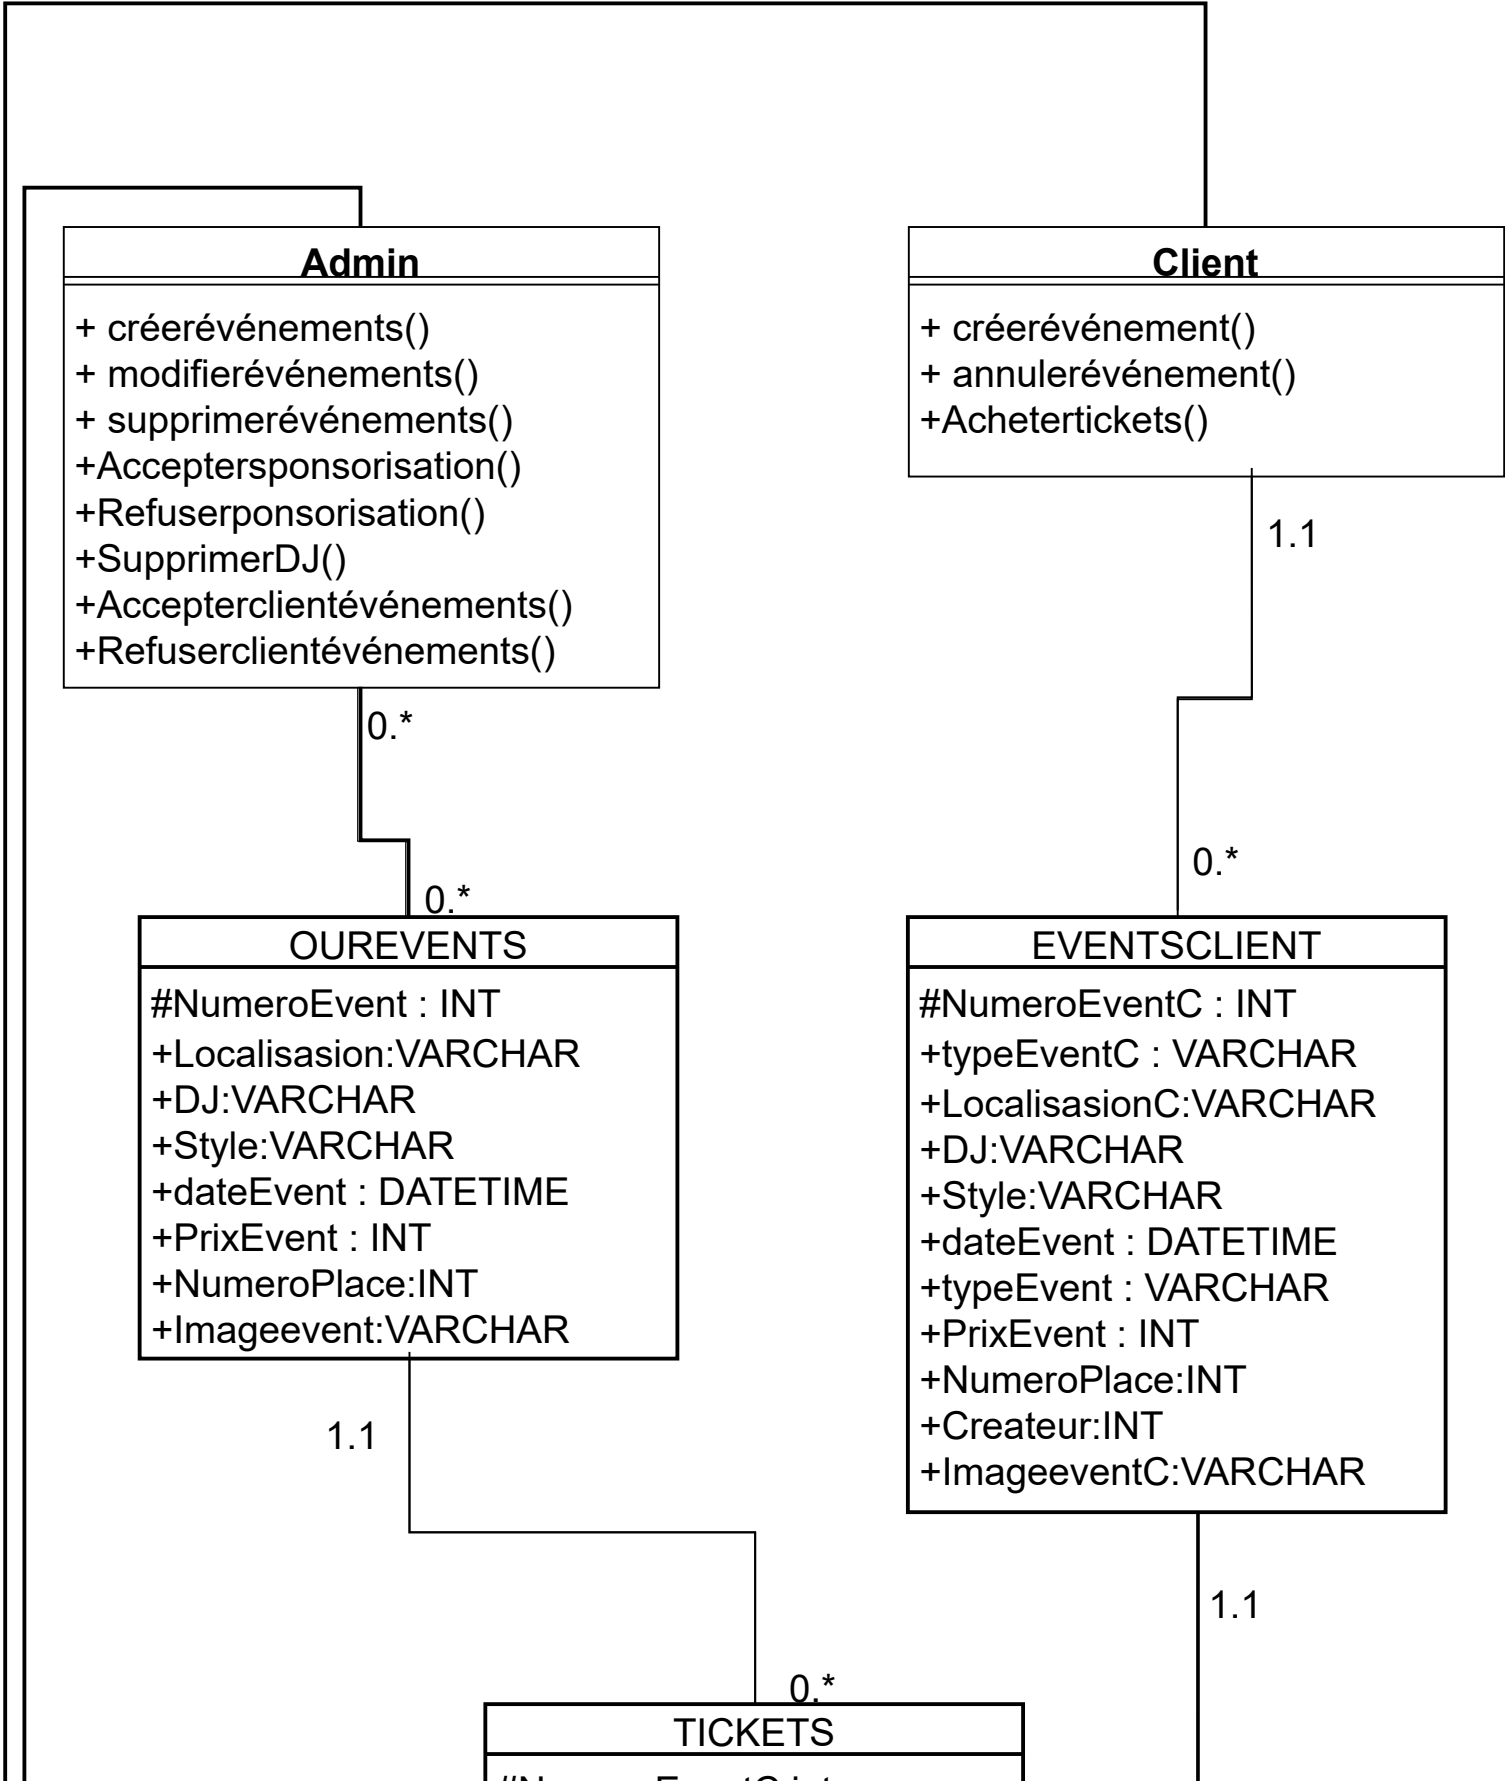 Admin
+ créerévénements()
+ modifierévénements()
+ supprimerévénements()
+Acceptersponsorisation()
+Refuserponsorisation()
+SupprimerDJ()
+Accepterclientévénements()
+Refuserclientévénements()
Client
+ créerévénement()
+ annulerévénement()
+Achetertickets()
1.1
0.*
0.*
0.*
OUREVENTS
#NumeroEvent : INT
+Localisasion:VARCHAR
+DJ:VARCHAR
+Style:VARCHAR
+dateEvent : DATETIME
+PrixEvent : INT
+NumeroPlace:INT
+Imageevent:VARCHAR
EVENTSCLIENT
#NumeroEventC : INT
+typeEventC : VARCHAR
+LocalisasionC:VARCHAR
+DJ:VARCHAR
+Style:VARCHAR
+dateEvent : DATETIME
+typeEvent : VARCHAR
+PrixEvent : INT
+NumeroPlace:INT
+Createur:INT
+ImageeventC:VARCHAR
1.1
1.1
0.*
TICKETS